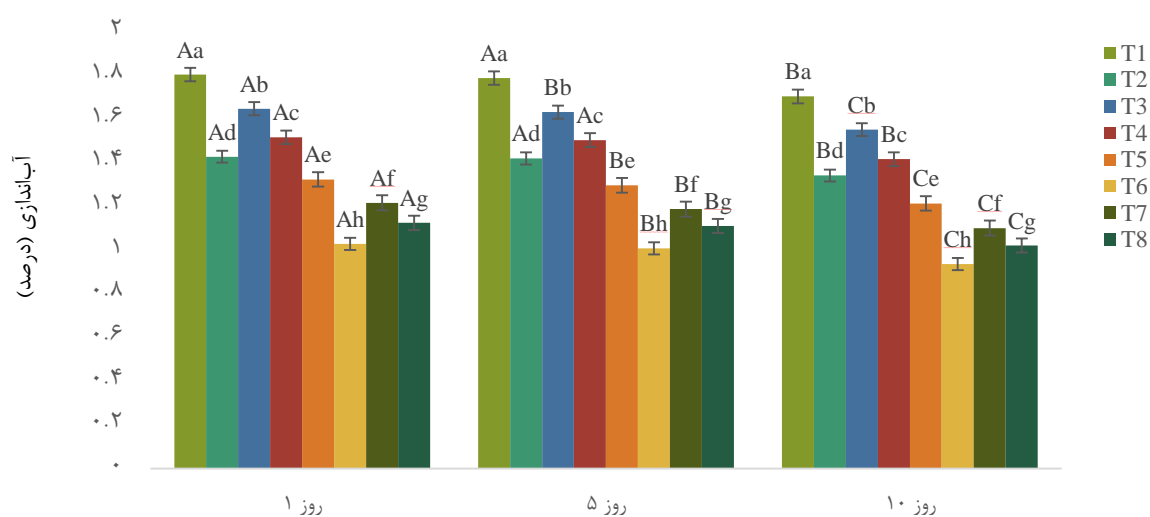 آب‌اندازی (درصد)
۲
۱.۸
۱.۶
۱.۴
۱.۲
۱
۰.۸
۰.۶
۰.۴
۰.۲
۰
Aa Ad Ab Ac Ae Ah Af Ag
Aa Ad Bb Ac Be Bh Bf Bg
Ba Bd Cb Bc Ce Ch Cf Cg
روز ۱
روز ۵
روز ۱۰
T1
T2
T3
T4
T5
T6
T7
T8